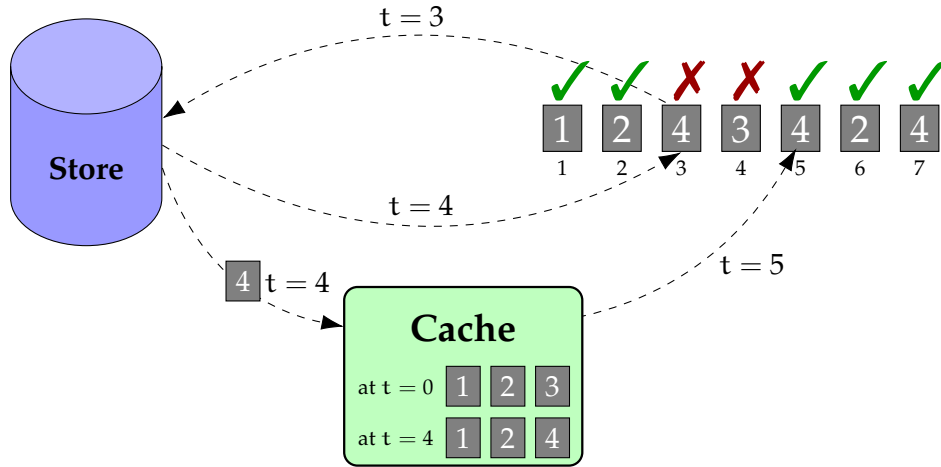 t = 3
✓ ✓ ✗ ✗ ✓ ✓ ✓
1 2 4 3 4 2 4
1 2 3 4 5 6 7
Store
t = 4
t = 5
4 t = 4
Cache
at t = 0 1 2 3
at t = 4 1 2 4